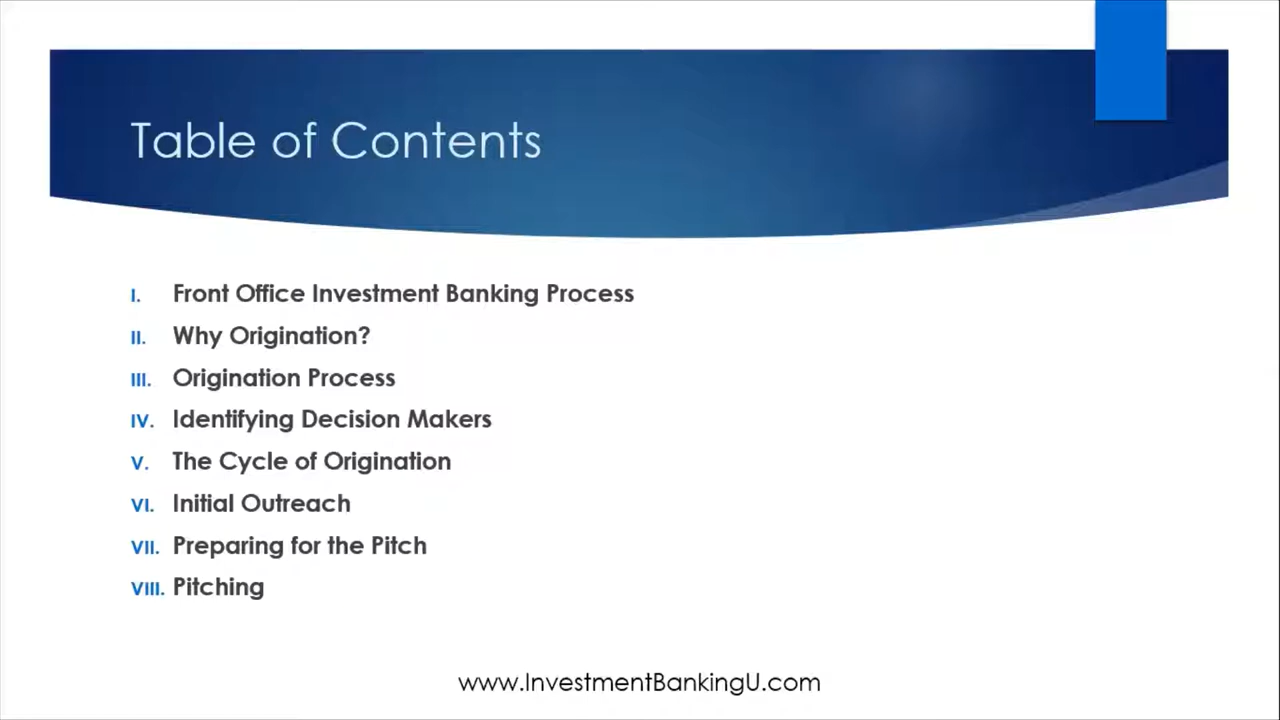 Table of Contents
I. Front Office Investment Banking Process
II. Why Origination?
III. Origination Process
IV. Identifying Decision Makers
V. The Cycle of Origination
VI. Initial Outreach
VII. Preparing for the Pitch
VIII. Pitching
www.InvestmentBankingU.com